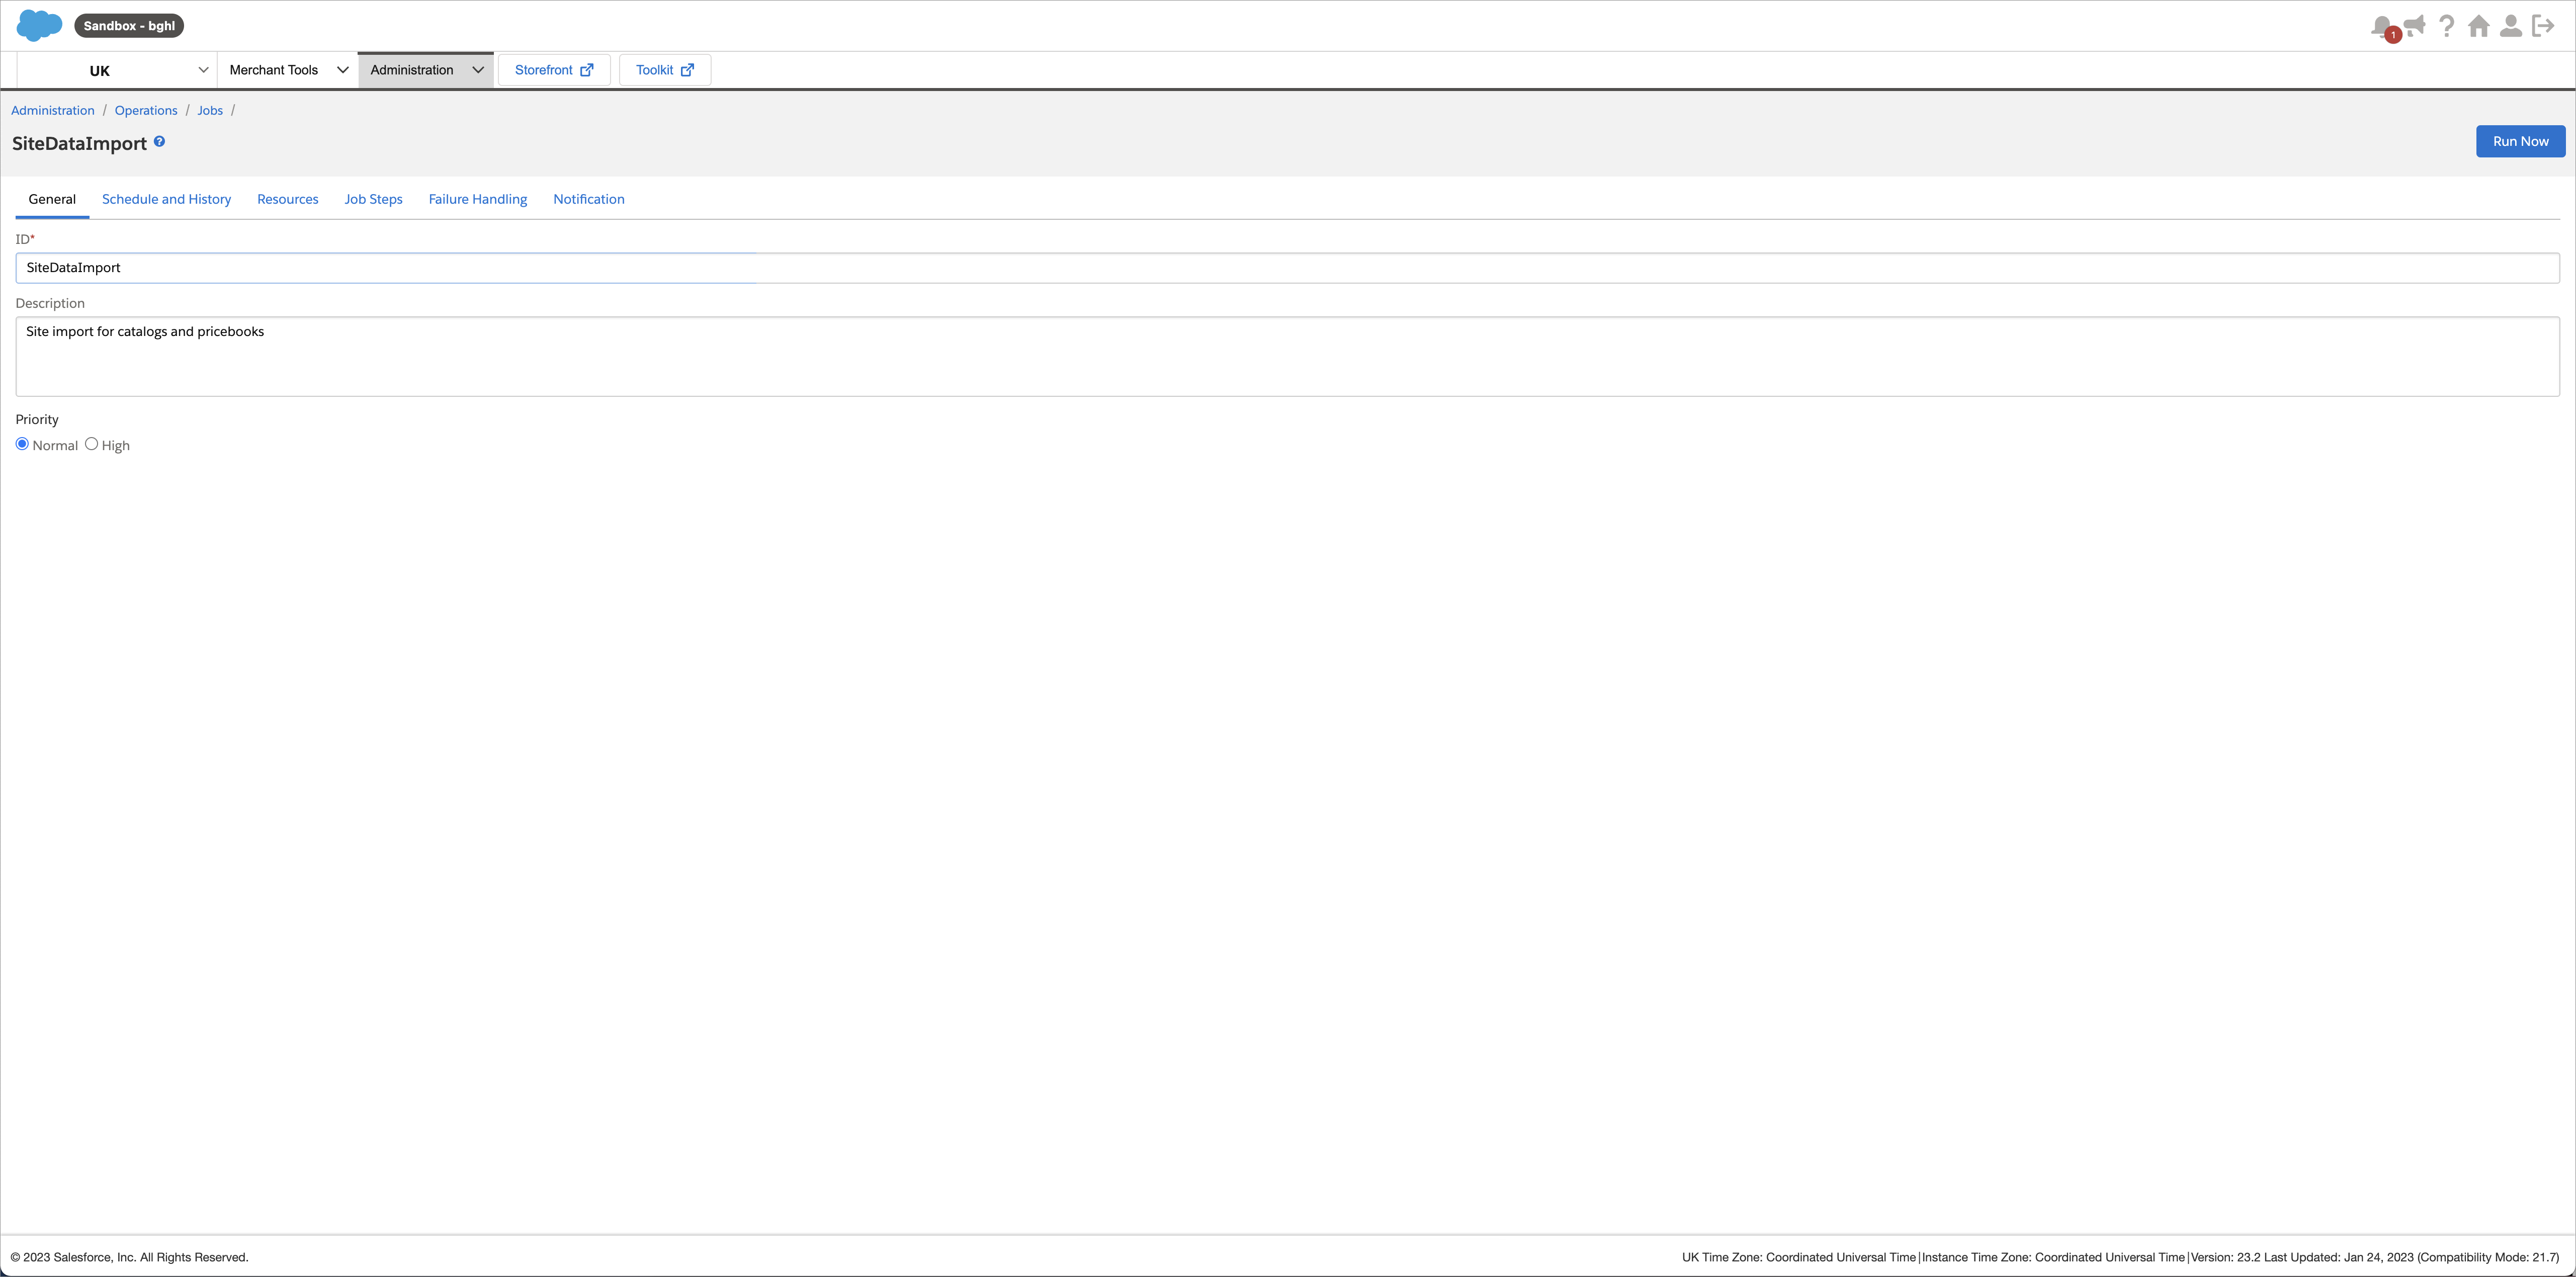 Sandbox - bghl
1
UK
Merchant Tools
Administration
Storefront
Toolkit
Administration / Operations / Jobs /
SiteDataImport
Run Now
General
Schedule and History
Resources
Job Steps
Failure Handling
Notification
ID*
SiteDataImport
Description
Site import for catalogs and pricebooks
Priority
Normal
High
© 2023 Salesforce, Inc. All Rights Reserved.
UK Time Zone: Coordinated Universal Time|Instance Time Zone: Coordinated Universal Time|Version: 23.2 Last Updated: Jan 24, 2023 (Compatibility Mode: 21.7)